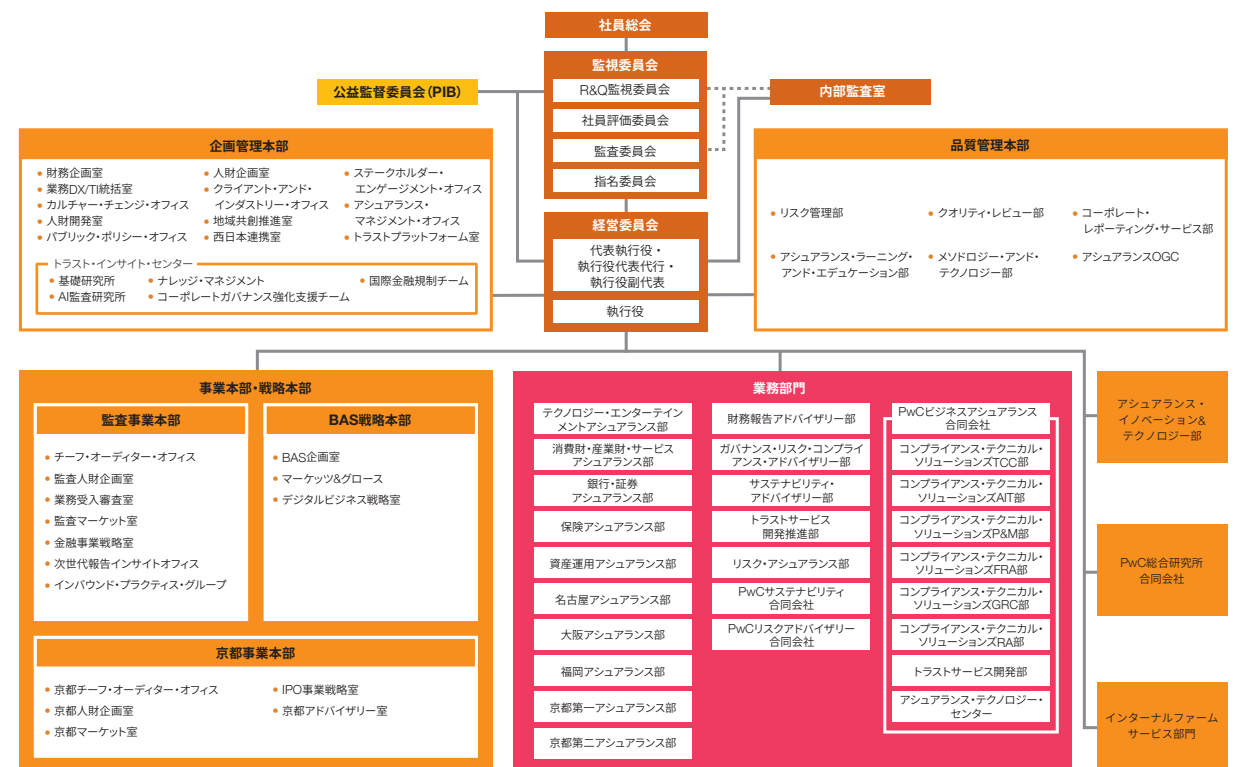 社員総会
監視委員会
R&Q監視委員会
社員評価委員会
監査委員会
指名委員会
公益監督委員会(PIB)
内部監査室
経営委員会
代表執行役・
執行役代表代行・
執行役副代表
執行役
企画管理本部
財務企画室
業務DX/TI統括室
カルチャー・チェンジ・オフィス
人財開発室
パブリック・ポリシー・オフィス
人財企画室
クライアント・アンド・
インダストリー・オフィス
地域共創推進室
西日本連携室
ステークホルダー・
エンゲージメント・オフィス
アシュアランス・
マネジメント・オフィス
トラストプラットフォーム室
トラスト・インサイト・センター
基礎研究所
AI監査研究所
ナレッジ・マネジメント
コーポレートガバナンス強化支援チーム
国際金融規制チーム
品質管理本部
リスク管理部
クオリティ・レビュー部
コーポレート・
レポーティング・サービス部
アシュアランス・ラーニング・
アンド・エデュケーション部
メソドロジー・アンド・
テクノロジー部
アシュアランスOGC
事業本部・戦略本部
監査事業本部
チーフ・オーディター・オフィス
監査人財企画室
業務受入審査室
監査マーケット室
金融事業戦略室
次世代報告インサイトオフィス
インバウンド・プラクティス・グループ
BAS戦略本部
BAS企画室
マーケッツ&グロース
デジタルビジネス戦略室
京都事業本部
京都チーフ・オーディター・オフィス
京都人財企画室
京都マーケット室
IPO事業戦略室
京都アドバイザリー室
業務部門
テクノロジー・エンターテイン
メントアシュアランス部
消費財・産業財・サービス
アシュアランス部
銀行・証券
アシュアランス部
保険アシュアランス部
資産運用アシュアランス部
名古屋アシュアランス部
大阪アシュアランス部
福岡アシュアランス部
京都第一アシュアランス部
京都第二アシュアランス部
財務報告アドバイザリー部
ガバナンス・リスク・コンプライ
アンス・アドバイザリー部
サステナビリティ・
アドバイザリー部
トラストサービス
開発推進部
リスク・アシュアランス部
PwCサステナビリティ
合同会社
PwCリスクアドバイザリー
合同会社
PwCビジネスアシュアランス
合同会社
コンプライアンス・テクニカル・
ソリューションズTCC部
コンプライアンス・テクニカル・
ソリューションズAIT部
コンプライアンス・テクニカル・
ソリューションズP&M部
コンプライアンス・テクニカル・
ソリューションズFRA部
コンプライアンス・テクニカル・
ソリューションズGRC部
コンプライアンス・テクニカル・
ソリューションズRA部
トラストサービス開発部
アシュアランス・テクノロジー・
センター
アシュアランス・
イノベーション&
テクノロジー部
PwC総合研究所
合同会社
インターナルファーム
サービス部門